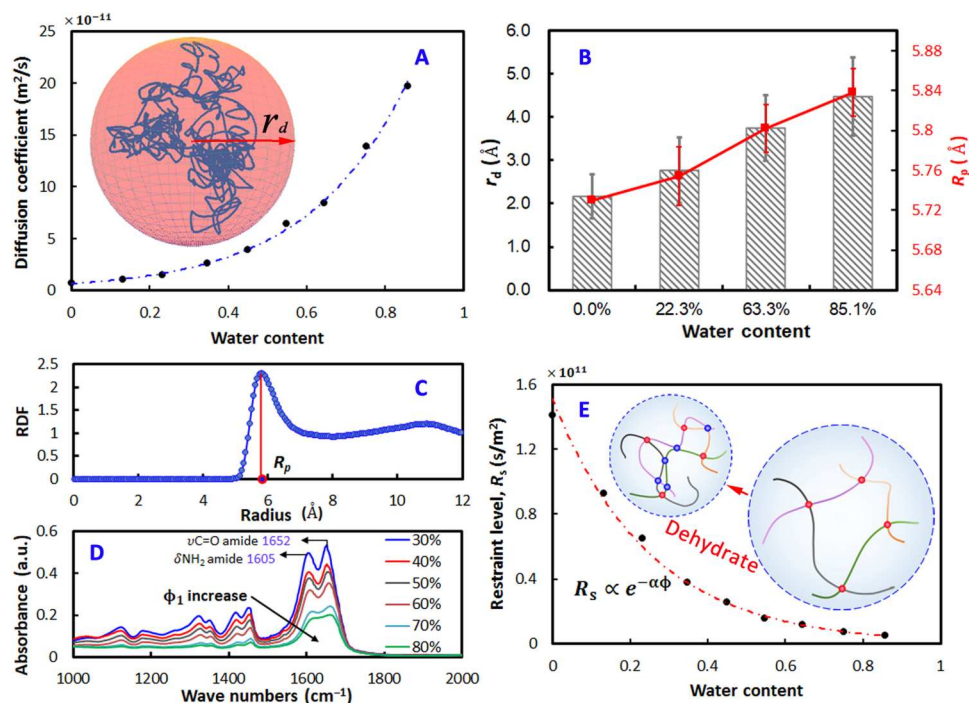 × 10⁻¹¹
25
20
15
10
5
0
Diffusion coefficient (m²/s)
A
r_d
0 0.2 0.4 0.6 0.8 1
Water content
6.0
5.0
4.0
3.0
2.0
1.0
0.0
r_d (Å)
B
5.88
5.84
5.8
5.76
5.72
5.68
5.64
R_p (Å)
0.0% 22.3% 63.3% 85.1%
Water content
2.5
2
1.5
1
0.5
0
RDF
C
R_p
0 2 4 6 8 10 12
Radius (Å)
0.6
0.4
0.2
0
Absorbance (a.u.)
D
υC=O amide 1652
δNH₂ amide 1605
ϕ₁ increase
30%
40%
50%
60%
70%
80%
1000 1200 1400 1600 1800 2000
Wave numbers (cm⁻¹)
× 10¹¹
1.6
1.2
0.8
0.4
0
Restraint level, R_s (s/m²)
E
Dehydrate
R_s ∝ e^{−αϕ}
0 0.2 0.4 0.6 0.8 1
Water content